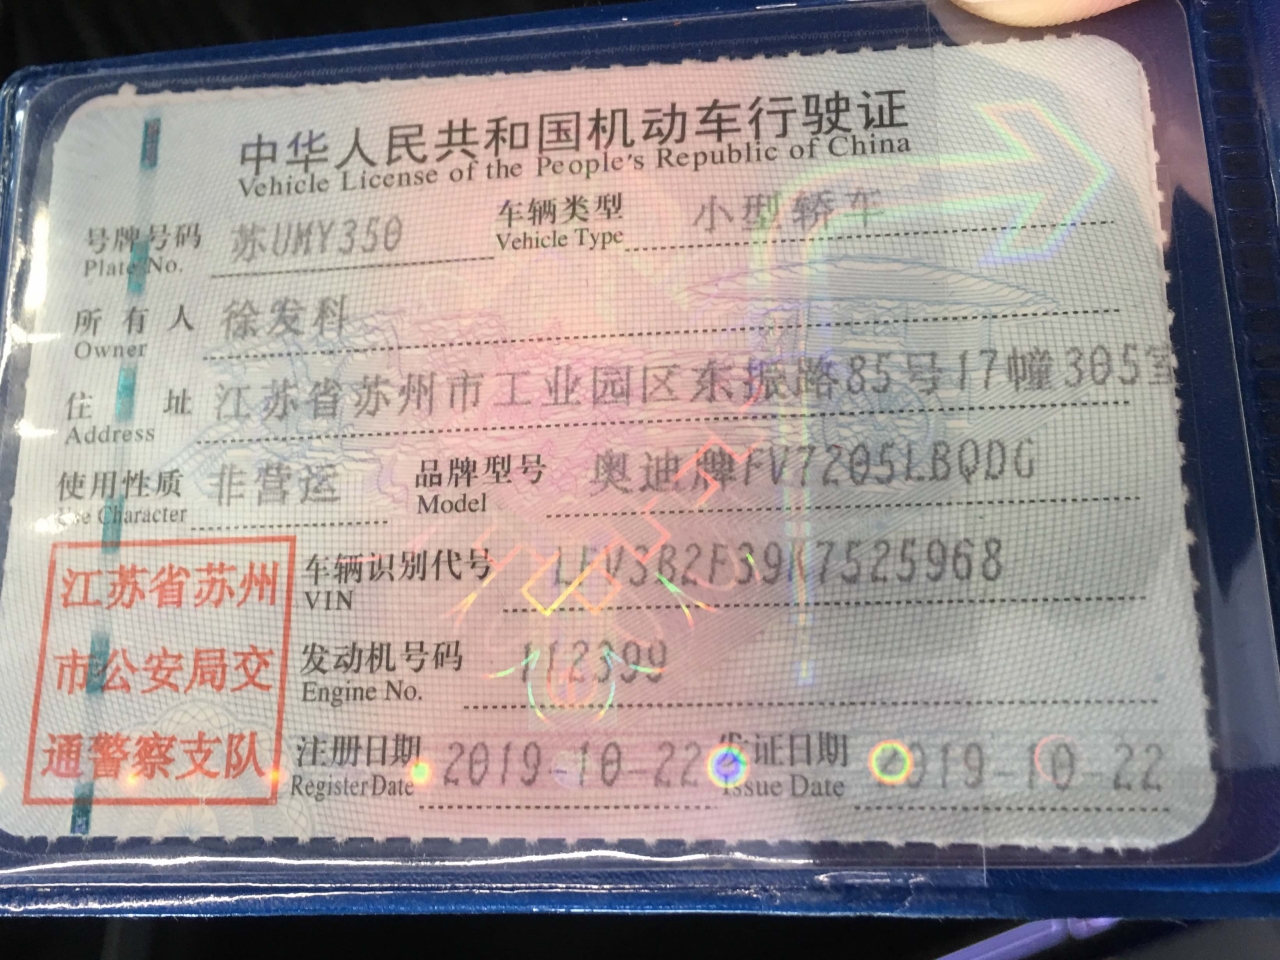 中华人民共和国机动车行驶证
Vehicle License of the People's Republic of China
号牌号码 苏UMY350 车辆类型 小型轿车
Plate No. Vehicle Type
所有人 徐发科
Owner
住址 江苏省苏州市工业园区东振路85号17幢305室
Address
使用性质 非营运 品牌型号 奥迪牌FV7205LBQDG
Use Character Model
江苏省苏州
市公安局交
通警察支队
车辆识别代号 LFV3B2F39K7525968
VIN
发动机号码 112399
Engine No.
注册日期 2019-10-22 发证日期 2019-10-22
Register Date Issue Date